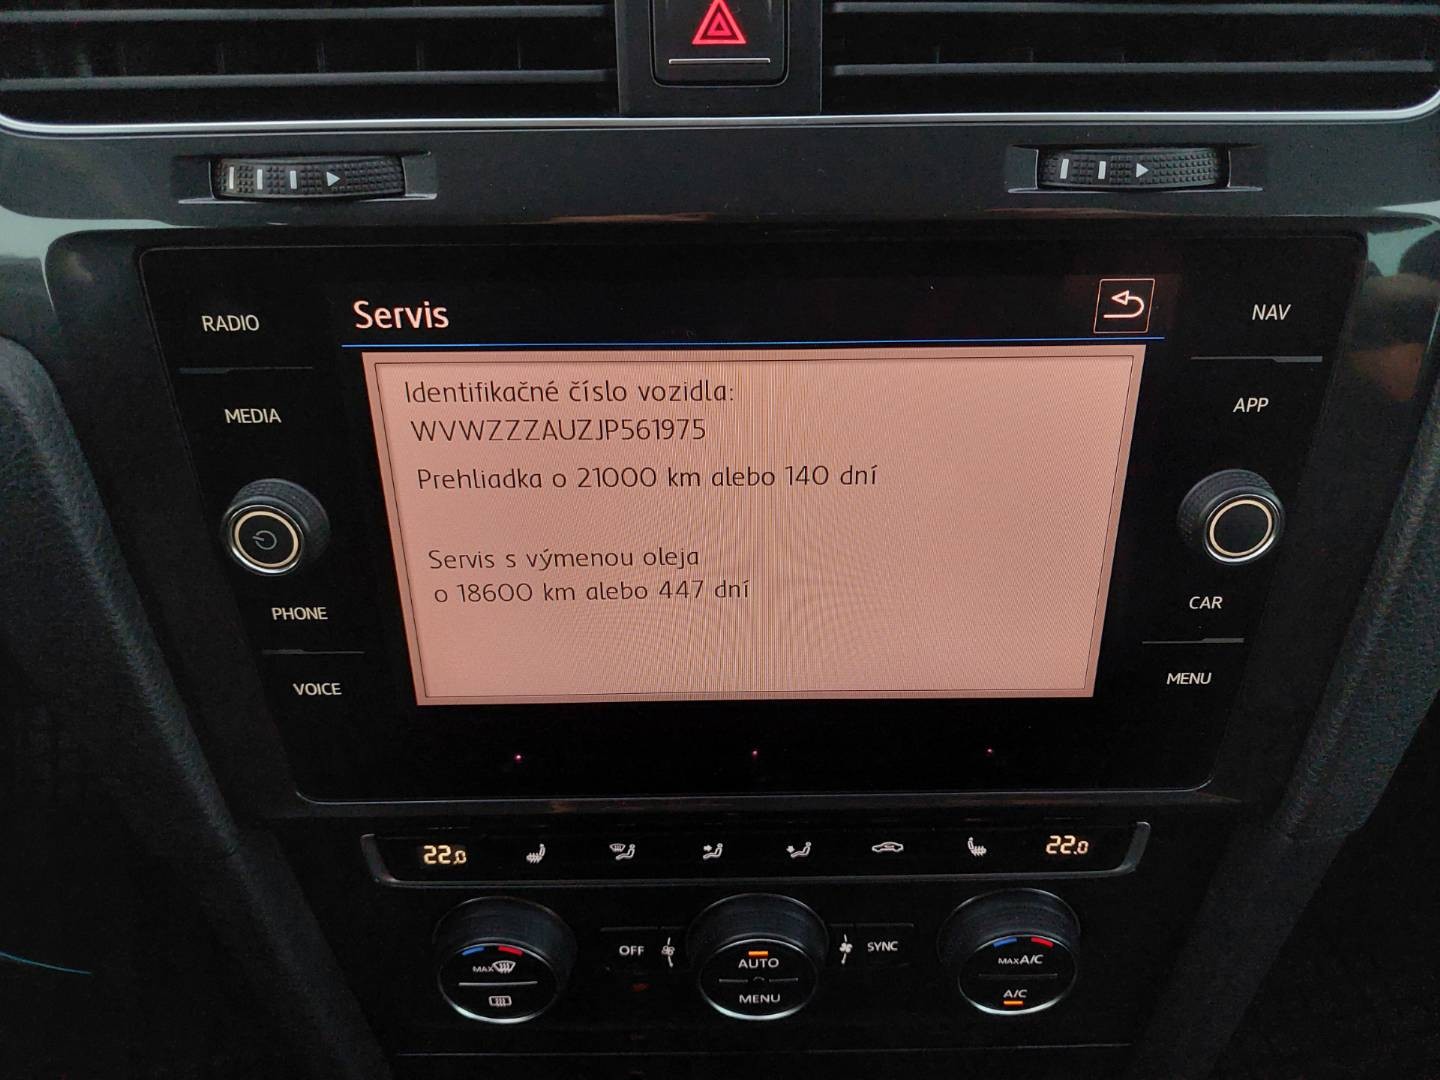 Servis
RADIO
NAV
MEDIA
APP
Identifikačné číslo vozidla:
WVWZZZAUZJP561975
Prehliadka o 21000 km alebo 140 dní
Servis s výmenou oleja
o 18600 km alebo 447 dní
PHONE
CAR
VOICE
MENU
22.0
22.0
MAX
OFF
AUTO
MENU
SYNC
MAX A/C
A/C